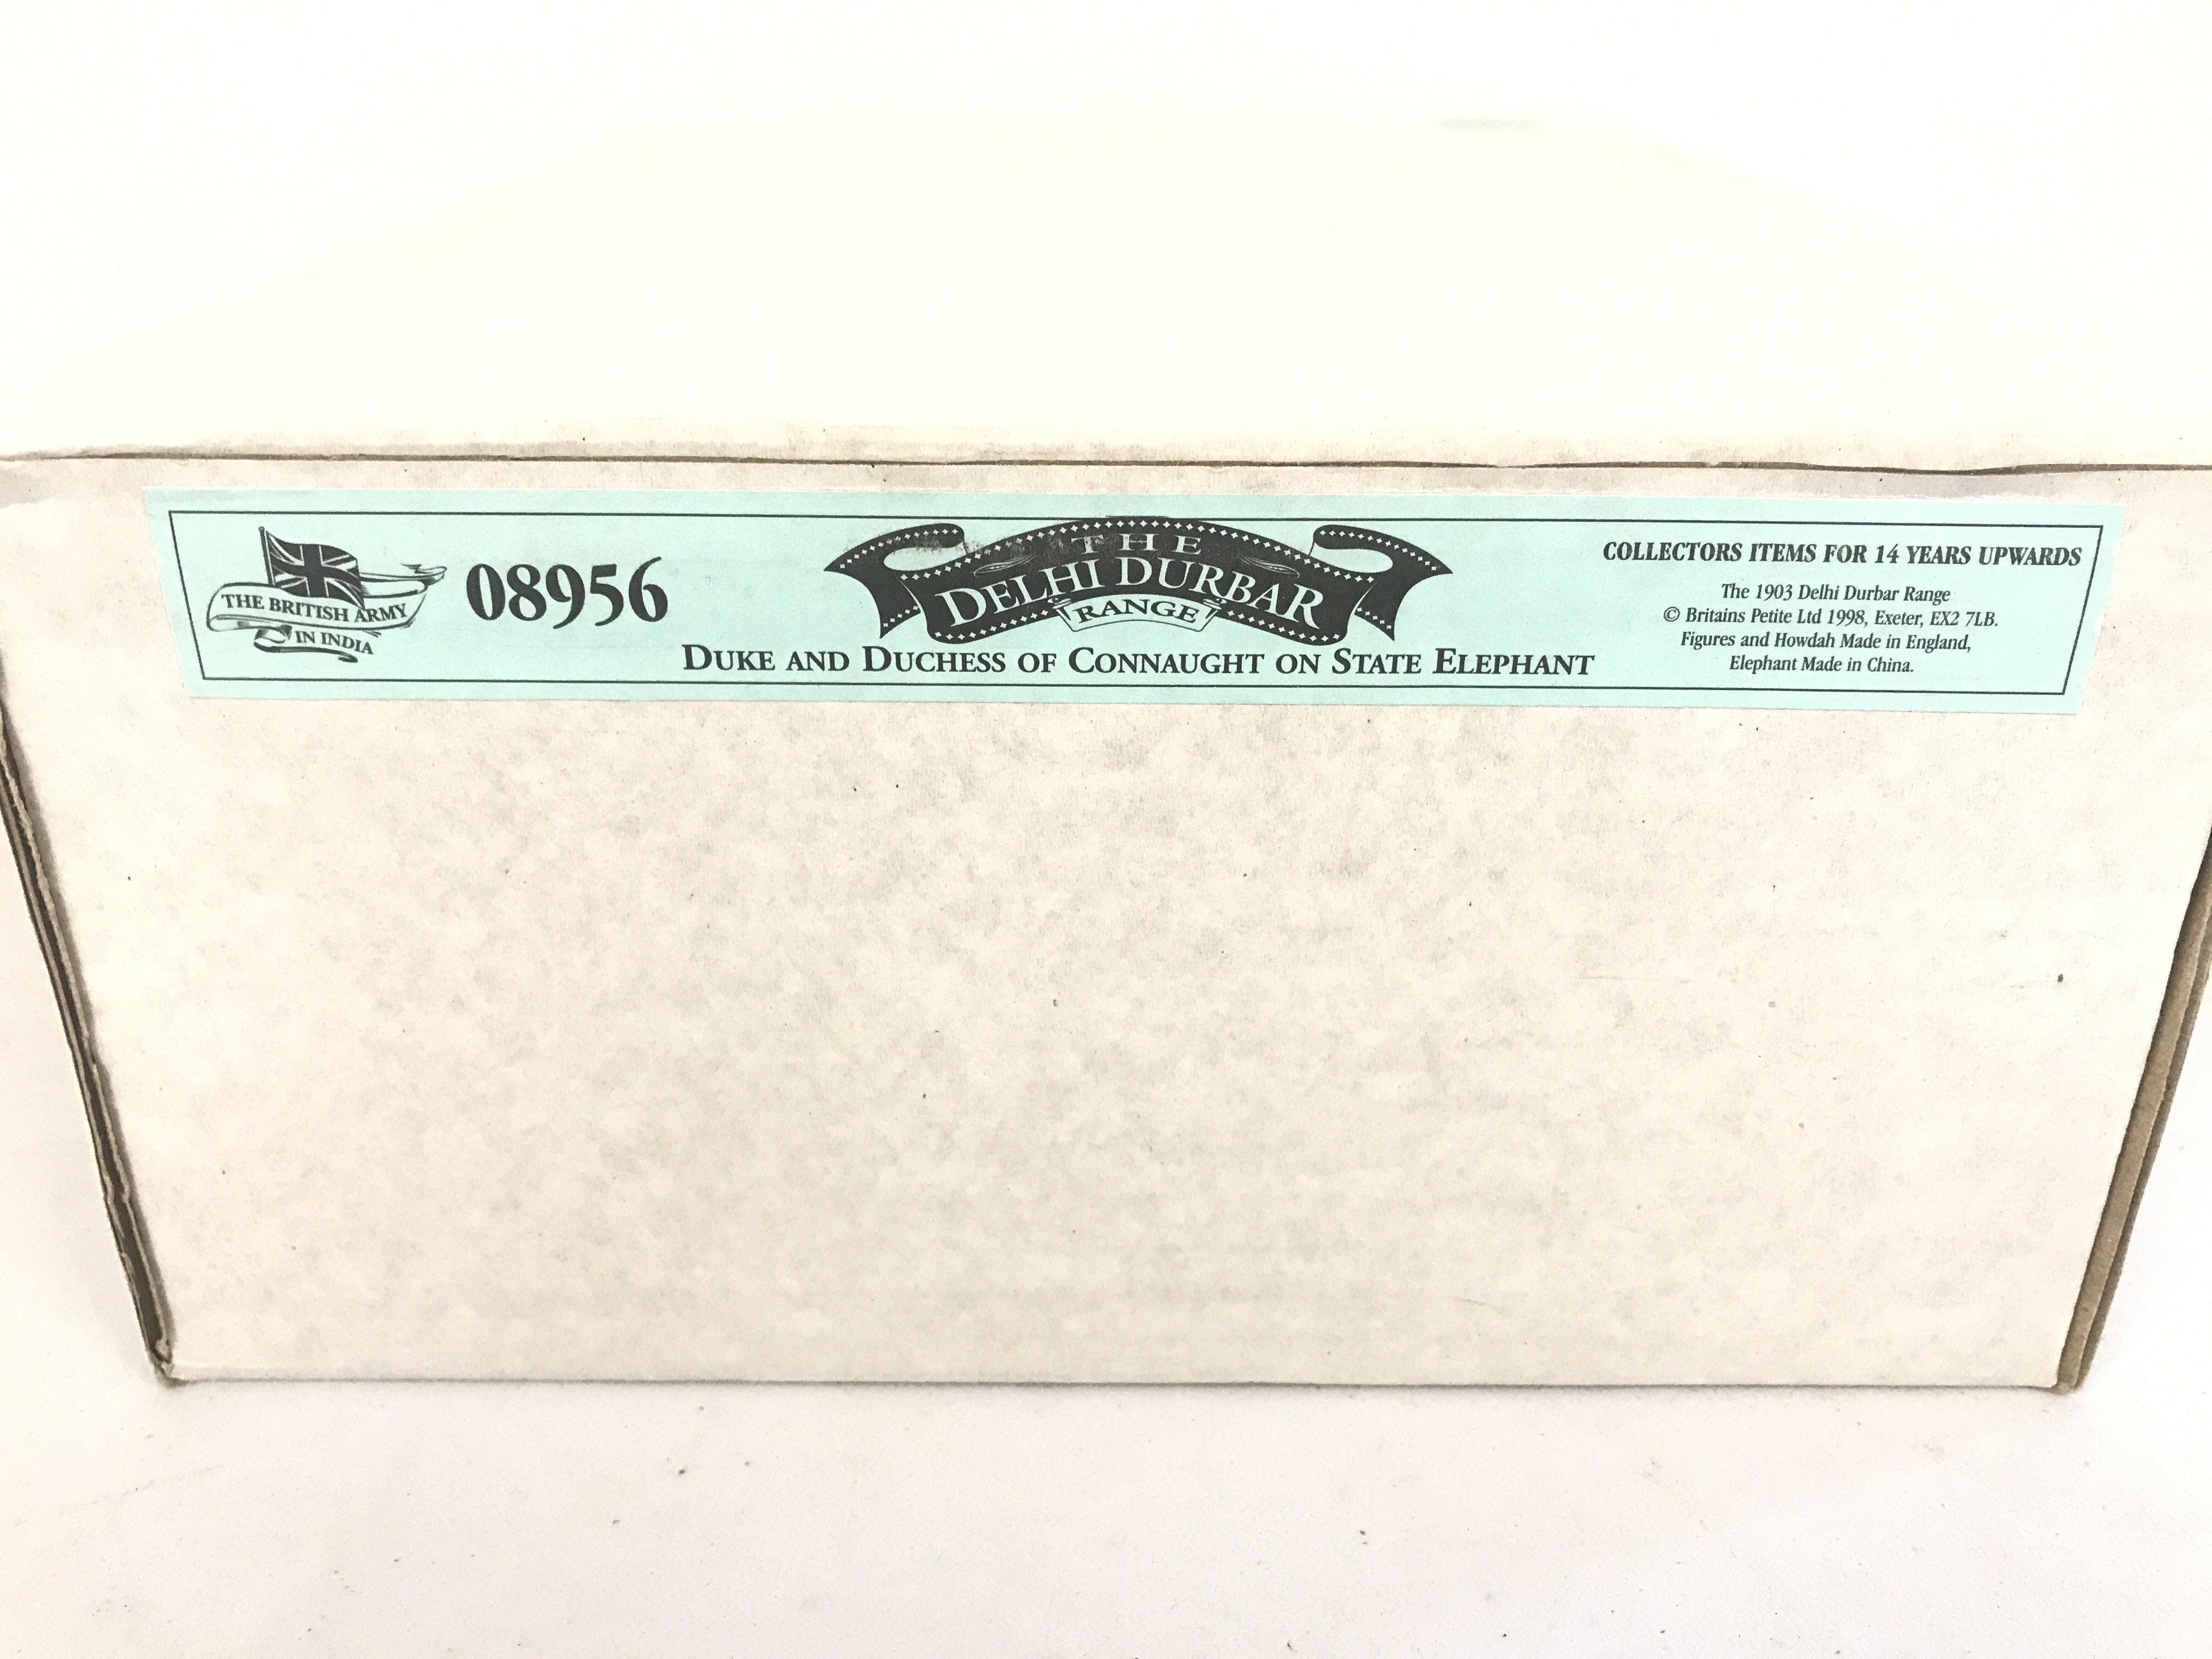 THE BRITISH ARMY
IN INDIA
08956
THE
DELHI DURBAR
RANGE
DUKE AND DUCHESS OF CONNAUGHT ON STATE ELEPHANT
COLLECTORS ITEMS FOR 14 YEARS UPWARDS
The 1903 Delhi Durbar Range
© Britains Petite Ltd 1998, Exeter, EX2 7LB.
Figures and Howdah Made in England,
Elephant Made in China.